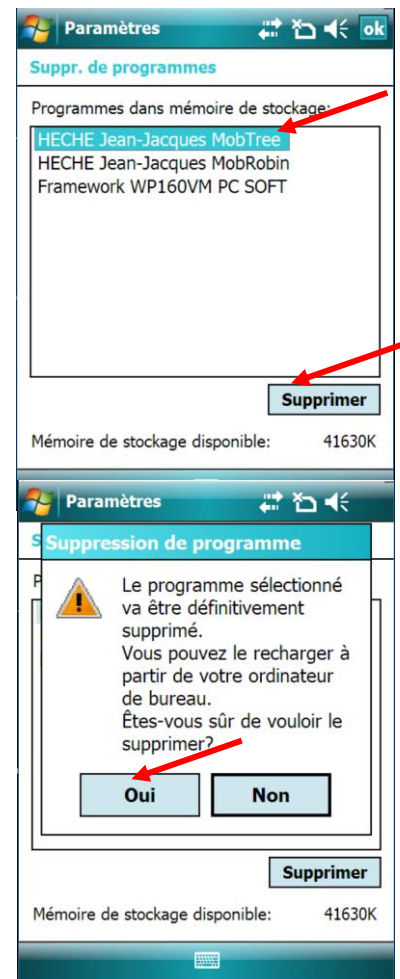 Paramètres
ok
Suppr. de programmes
Programmes dans mémoire de stockage:
HECHE Jean-Jacques MobTree
HECHE Jean-Jacques MobRobin
Framework WP160VM PC SOFT
Supprimer
Mémoire de stockage disponible: 41630K
Paramètres
S
Suppression de programme
P
Le programme sélectionné
va être définitivement
supprimé.
Vous pouvez le recharger à
partir de votre ordinateur
de bureau.
Êtes-vous sûr de vouloir le
supprimer?
Oui Non
Supprimer
Mémoire de stockage disponible: 41630K